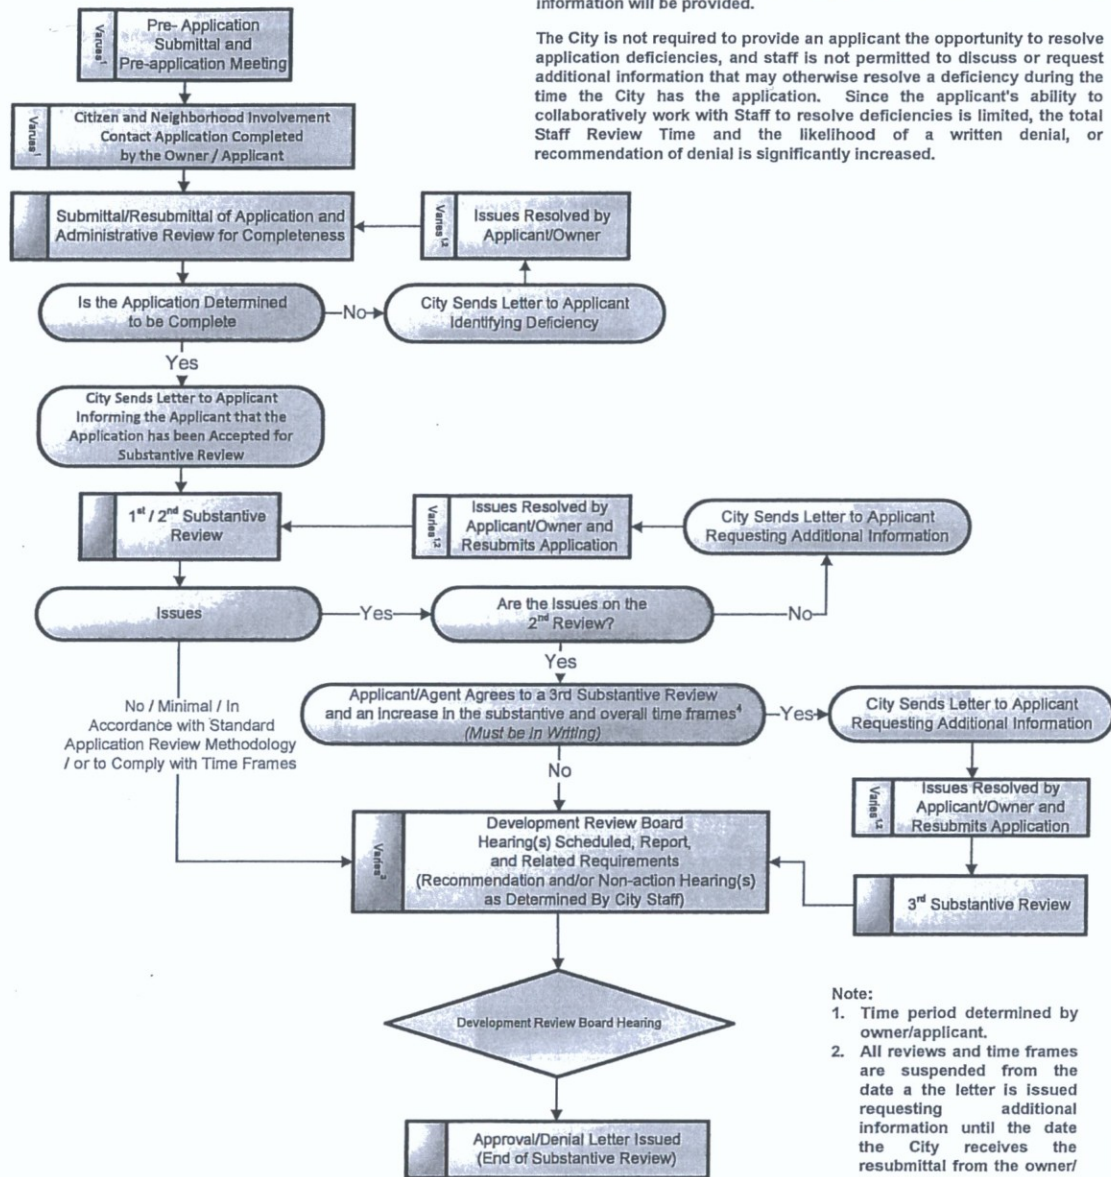 information will be provided.
The City is not required to provide an applicant the opportunity to resolve
application deficiencies, and staff is not permitted to discuss or request
additional information that may otherwise resolve a deficiency during the
time the City has the application. Since the applicant's ability to
collaboratively work with Staff to resolve deficiencies is limited, the total
Staff Review Time and the likelihood of a written denial, or
recommendation of denial is significantly increased.
Varues¹
Pre- Application
Submittal and
Pre-application Meeting
Varues¹
Citizen and Neighborhood Involvement
Contact Application Completed
by the Owner / Applicant
Submittal/Resubmittal of Application and
Administrative Review for Completeness
Varies¹,²
Issues Resolved by
Applicant/Owner
Is the Application Determined
to be Complete
No
City Sends Letter to Applicant
Identifying Deficiency
Yes
City Sends Letter to Applicant
Informing the Applicant that the
Application has been Accepted for
Substantive Review
1st / 2nd Substantive
Review
Varies¹,²
Issues Resolved by
Applicant/Owner and
Resubmits Application
City Sends Letter to Applicant
Requesting Additional Information
Issues
Yes
Are the Issues on the
2nd Review?
No
Yes
No / Minimal / In
Accordance with Standard
Application Review Methodology
/ or to Comply with Time Frames
Applicant/Agent Agrees to a 3rd Substantive Review
and an increase in the substantive and overall time frames⁴
(Must be in Writing)
Yes
City Sends Letter to Applicant
Requesting Additional Information
No
Varies¹,²
Issues Resolved by
Applicant/Owner and
Resubmits Application
Varies³
Development Review Board
Hearing(s) Scheduled, Report,
and Related Requirements
(Recommendation and/or Non-action Hearing(s)
as Determined By City Staff)
3rd Substantive Review
Development Review Board Hearing
Approval/Denial Letter Issued
(End of Substantive Review)
Note:
1. Time period determined by
owner/applicant.
2. All reviews and time frames
are suspended from the
date a the letter is issued
requesting additional
information until the date
the City receives the
resubmittal from the owner/